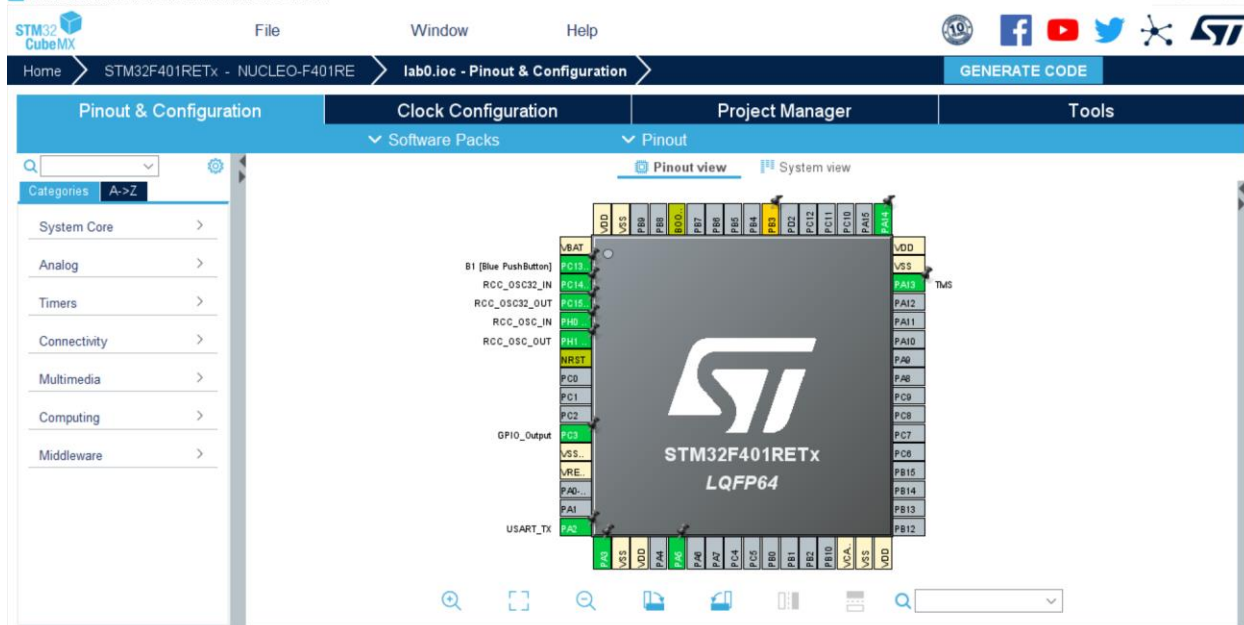 STM32
CubeMX
File Window Help
10
Home STM32F401RETx - NUCLEO-F401RE lab0.ioc - Pinout & Configuration GENERATE CODE
Pinout & Configuration Clock Configuration Project Manager Tools
Software Packs Pinout
Pinout view System view
Categories A->Z
System Core
Analog
Timers
Connectivity
Multimedia
Computing
Middleware
VDD VSS PB9 PB8 BOO.. PB7 PB6 PB5 PB4 PB3 PD2 PC12 PC11 PC10 PA15 PA14
VBAT VDD
B1 [Blue PushButton] PC13.. VSS
RCC_OSC32_IN PC14.. PA13 TMS
RCC_OSC32_OUT PC15.. PA12
RCC_OSC_IN PH0 .. PA11
RCC_OSC_OUT PH1 .. PA10
NRST PA9
PC0 PA8
PC1 PC9
PC2 PC8
GPIO_Output PC3 PC7
VSS.. PC6
VRE.. PB15
PA0-.. PB14
PA1 PB13
USART_TX PA2 PB12
STM32F401RETx
LQFP64
PA3 VSS VDD PA4 PA5 PA6 PA7 PC4 PC5 PB0 PB1 PB2 PB10 VCA.. VSS VDD